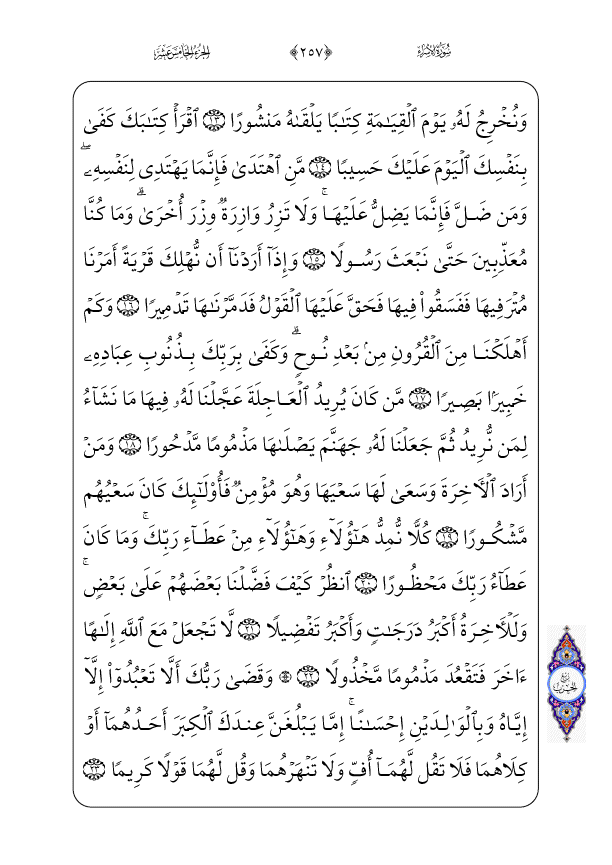 سُورَةُ الإِسْرَاء ﴿٢٥٧﴾ الجُزْءُ الخَامِسَ عَشَرَ
وَنُخۡرِجُ لَهُۥ يَوۡمَ ٱلۡقِيَٰمَةِ كِتَٰبٗا يَلۡقَىٰهُ مَنشُورًا ١٣ ٱقۡرَأۡ كِتَٰبَكَ كَفَىٰ
بِنَفۡسِكَ ٱلۡيَوۡمَ عَلَيۡكَ حَسِيبٗا ١٤ مَّنِ ٱهۡتَدَىٰ فَإِنَّمَا يَهۡتَدِي لِنَفۡسِهِۦۖ
وَمَن ضَلَّ فَإِنَّمَا يَضِلُّ عَلَيۡهَاۚ وَلَا تَزِرُ وَازِرَةٞ وِزۡرَ أُخۡرَىٰۗ وَمَا كُنَّا
مُعَذِّبِينَ حَتَّىٰ نَبۡعَثَ رَسُولٗا ١٥ وَإِذَآ أَرَدۡنَآ أَن نُّهۡلِكَ قَرۡيَةً أَمَرۡنَا
مُتۡرَفِيهَا فَفَسَقُواْ فِيهَا فَحَقَّ عَلَيۡهَا ٱلۡقَوۡلُ فَدَمَّرۡنَٰهَا تَدۡمِيرٗا ١٦ وَكَمۡ
أَهۡلَكۡنَا مِنَ ٱلۡقُرُونِ مِنۢ بَعۡدِ نُوحٖۗ وَكَفَىٰ بِرَبِّكَ بِذُنُوبِ عِبَادِهِۦ
خَبِيرَۢا بَصِيرٗا ١٧ مَّن كَانَ يُرِيدُ ٱلۡعَاجِلَةَ عَجَّلۡنَا لَهُۥ فِيهَا مَا نَشَآءُ
لِمَن نُّرِيدُ ثُمَّ جَعَلۡنَا لَهُۥ جَهَنَّمَ يَصۡلَىٰهَا مَذۡمُومٗا مَّدۡحُورٗا ١٨ وَمَنۡ
أَرَادَ ٱلۡأٓخِرَةَ وَسَعَىٰ لَهَا سَعۡيَهَا وَهُوَ مُؤۡمِنٞ فَأُوْلَٰٓئِكَ كَانَ سَعۡيُهُم
مَّشۡكُورٗا ١٩ كُلّٗا نُّمِدُّ هَٰٓؤُلَآءِ وَهَٰٓؤُلَآءِ مِنۡ عَطَآءِ رَبِّكَۚ وَمَا كَانَ
عَطَآءُ رَبِّكَ مَحۡظُورًا ٢٠ ٱنظُرۡ كَيۡفَ فَضَّلۡنَا بَعۡضَهُمۡ عَلَىٰ بَعۡضٖۚ
وَلَلۡأٓخِرَةُ أَكۡبَرُ دَرَجَٰتٖ وَأَكۡبَرُ تَفۡضِيلٗا ٢١ لَّا تَجۡعَلۡ مَعَ ٱللَّهِ إِلَٰهًا
ءَاخَرَ فَتَقۡعُدَ مَذۡمُومٗا مَّخۡذُولٗا ٢٢ ۞ وَقَضَىٰ رَبُّكَ أَلَّا تَعۡبُدُوٓاْ إِلَّآ
إِيَّاهُ وَبِٱلۡوَٰلِدَيۡنِ إِحۡسَٰنًاۚ إِمَّا يَبۡلُغَنَّ عِندَكَ ٱلۡكِبَرَ أَحَدُهُمَآ أَوۡ
كِلَاهُمَا فَلَا تَقُل لَّهُمَآ أُفّٖ وَلَا تَنۡهَرۡهُمَا وَقُل لَّهُمَا قَوۡلٗا كَرِيمٗا ٢٣